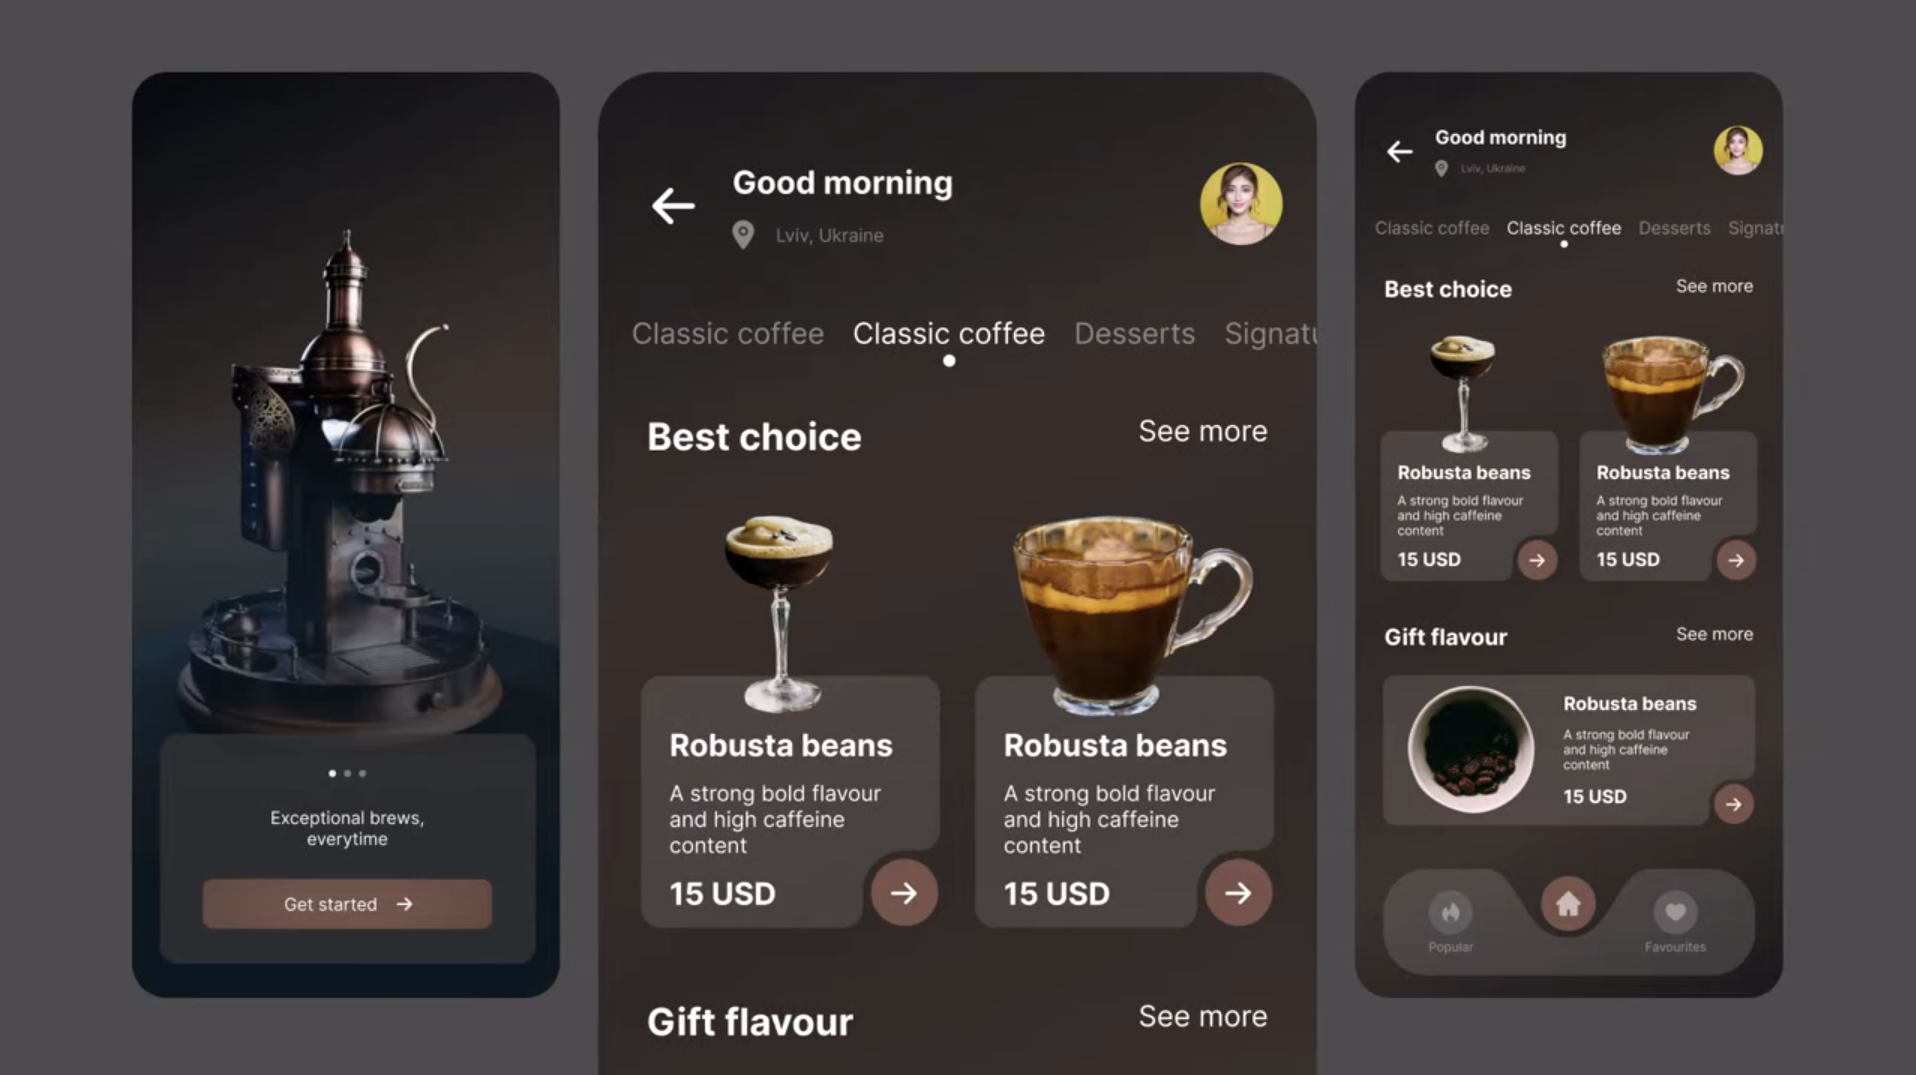 Exceptional brews,
everytime
Get started
Good morning
Lviv, Ukraine
Classic coffee Classic coffee Desserts Signatu
Best choice See more
Robusta beans
A strong bold flavour
and high caffeine
content
15 USD
Robusta beans
A strong bold flavour
and high caffeine
content
15 USD
Gift flavour See more
Good morning
Lviv, Ukraine
Classic coffee Classic coffee Desserts Signatu
Best choice See more
Robusta beans
A strong bold flavour
and high caffeine
content
15 USD
Robusta beans
A strong bold flavour
and high caffeine
content
15 USD
Gift flavour See more
Robusta beans
A strong bold flavour
and high caffeine
content
15 USD
Popular Favourites